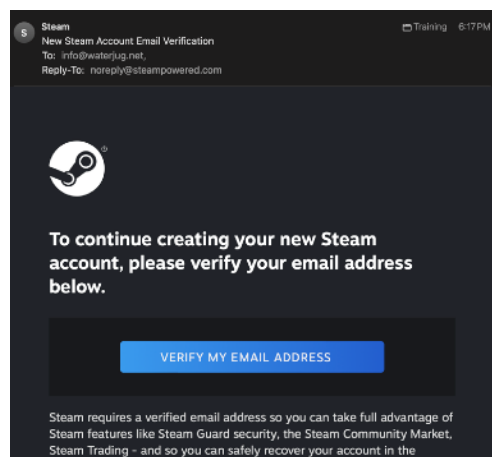 S
Steam
Training 6:17 PM
New Steam Account Email Verification
To: info@waterjug.net,
Reply-To: noreply@steampowered.com
To continue creating your new Steam
account, please verify your email address
below.
VERIFY MY EMAIL ADDRESS
Steam requires a verified email address so you can take full advantage of
Steam features like Steam Guard security, the Steam Community Market,
Steam Trading - and so you can safely recover your account in the